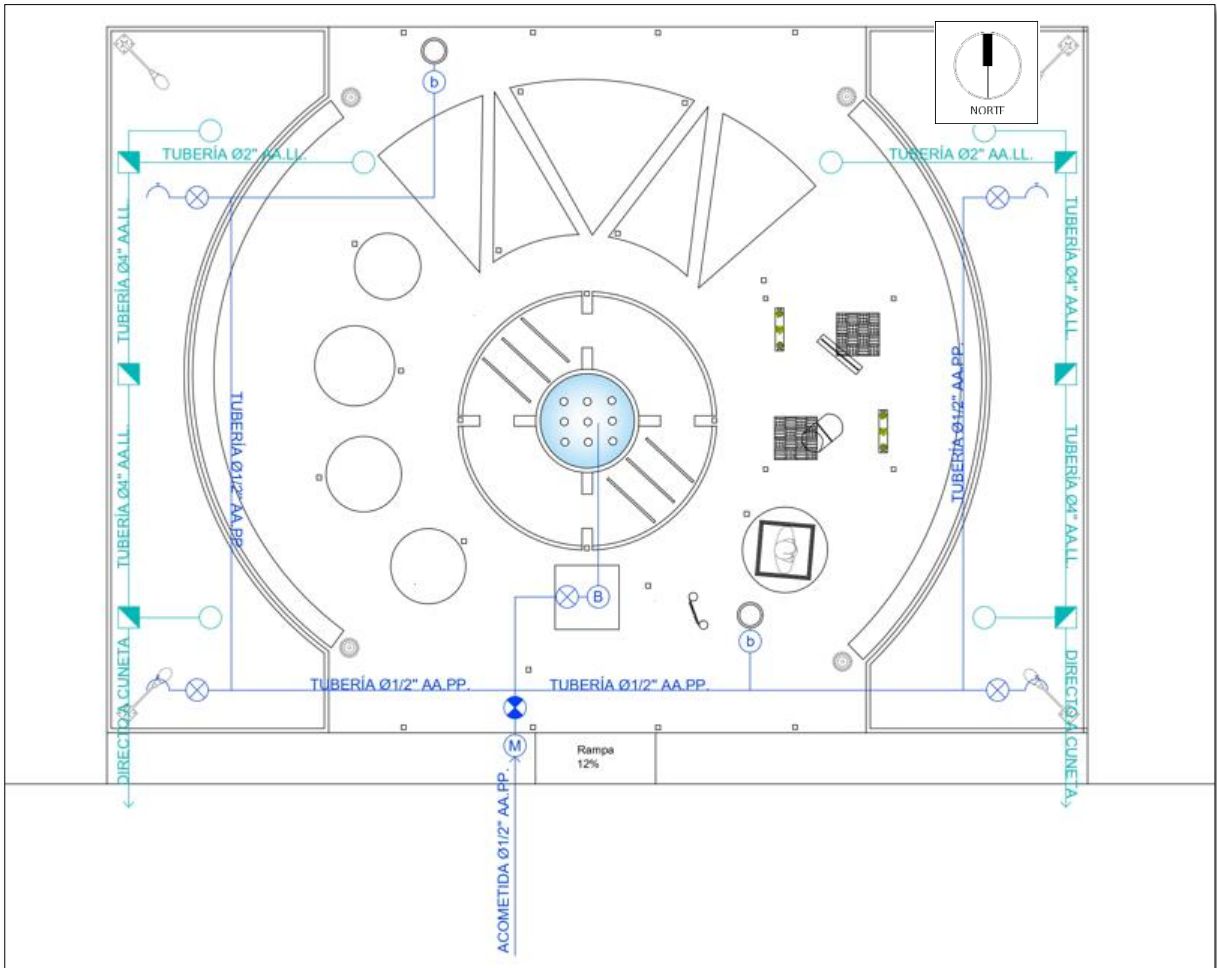 NORTE
b
TUBERÍA Ø2" AA.LL.
TUBERÍA Ø2" AA.LL.
TUBERÍA Ø4" AA.LL.
TUBERÍA Ø4" AA.LL.
TUBERÍA Ø1/2" AA.PP.
TUBERÍA Ø1/2" AA.PP.
TUBERÍA Ø4" AA.LL.
TUBERÍA Ø4" AA.LL.
B
b
DIRECTO A CUNETA
TUBERÍA Ø1/2" AA.PP.
TUBERÍA Ø1/2" AA.PP.
DIRECTO A CUNETA
M
Rampa
12%
ACOMETIDA Ø1/2" AA.PP.